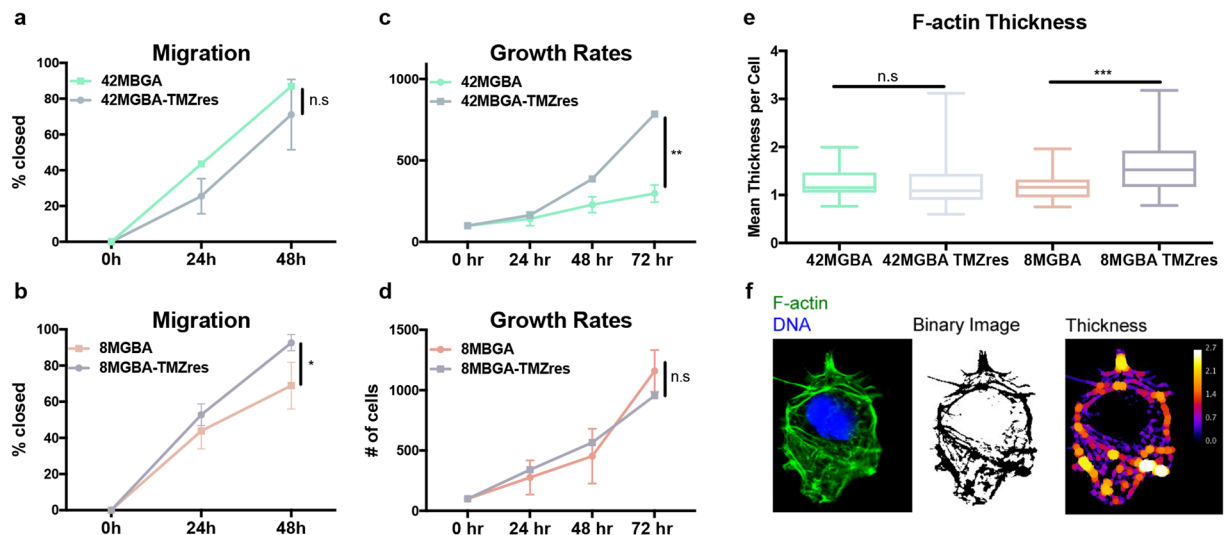 a
Migration
% closed
100
80
60
40
20
0
42MBGA
42MGBA-TMZres
n.s
0h
24h
48h
b
Migration
% closed
100
80
60
40
20
0
8MGBA
8MGBA-TMZres
*
0h
24h
48h
c
Growth Rates
1000
500
0
42MGBA
42MBGA-TMZres
**
0 hr
24 hr
48 hr
72 hr
d
Growth Rates
# of cells
1500
1000
500
0
8MBGA
8MBGA-TMZres
n.s
0 hr
24 hr
48 hr
72 hr
e
F-actin Thickness
Mean Thickness per Cell
4
3
2
1
0
n.s
***
42MGBA
42MGBA TMZres
8MGBA
8MGBA TMZres
f
F-actin
DNA
Binary Image
Thickness
2.7
2.1
1.4
0.7
0.0